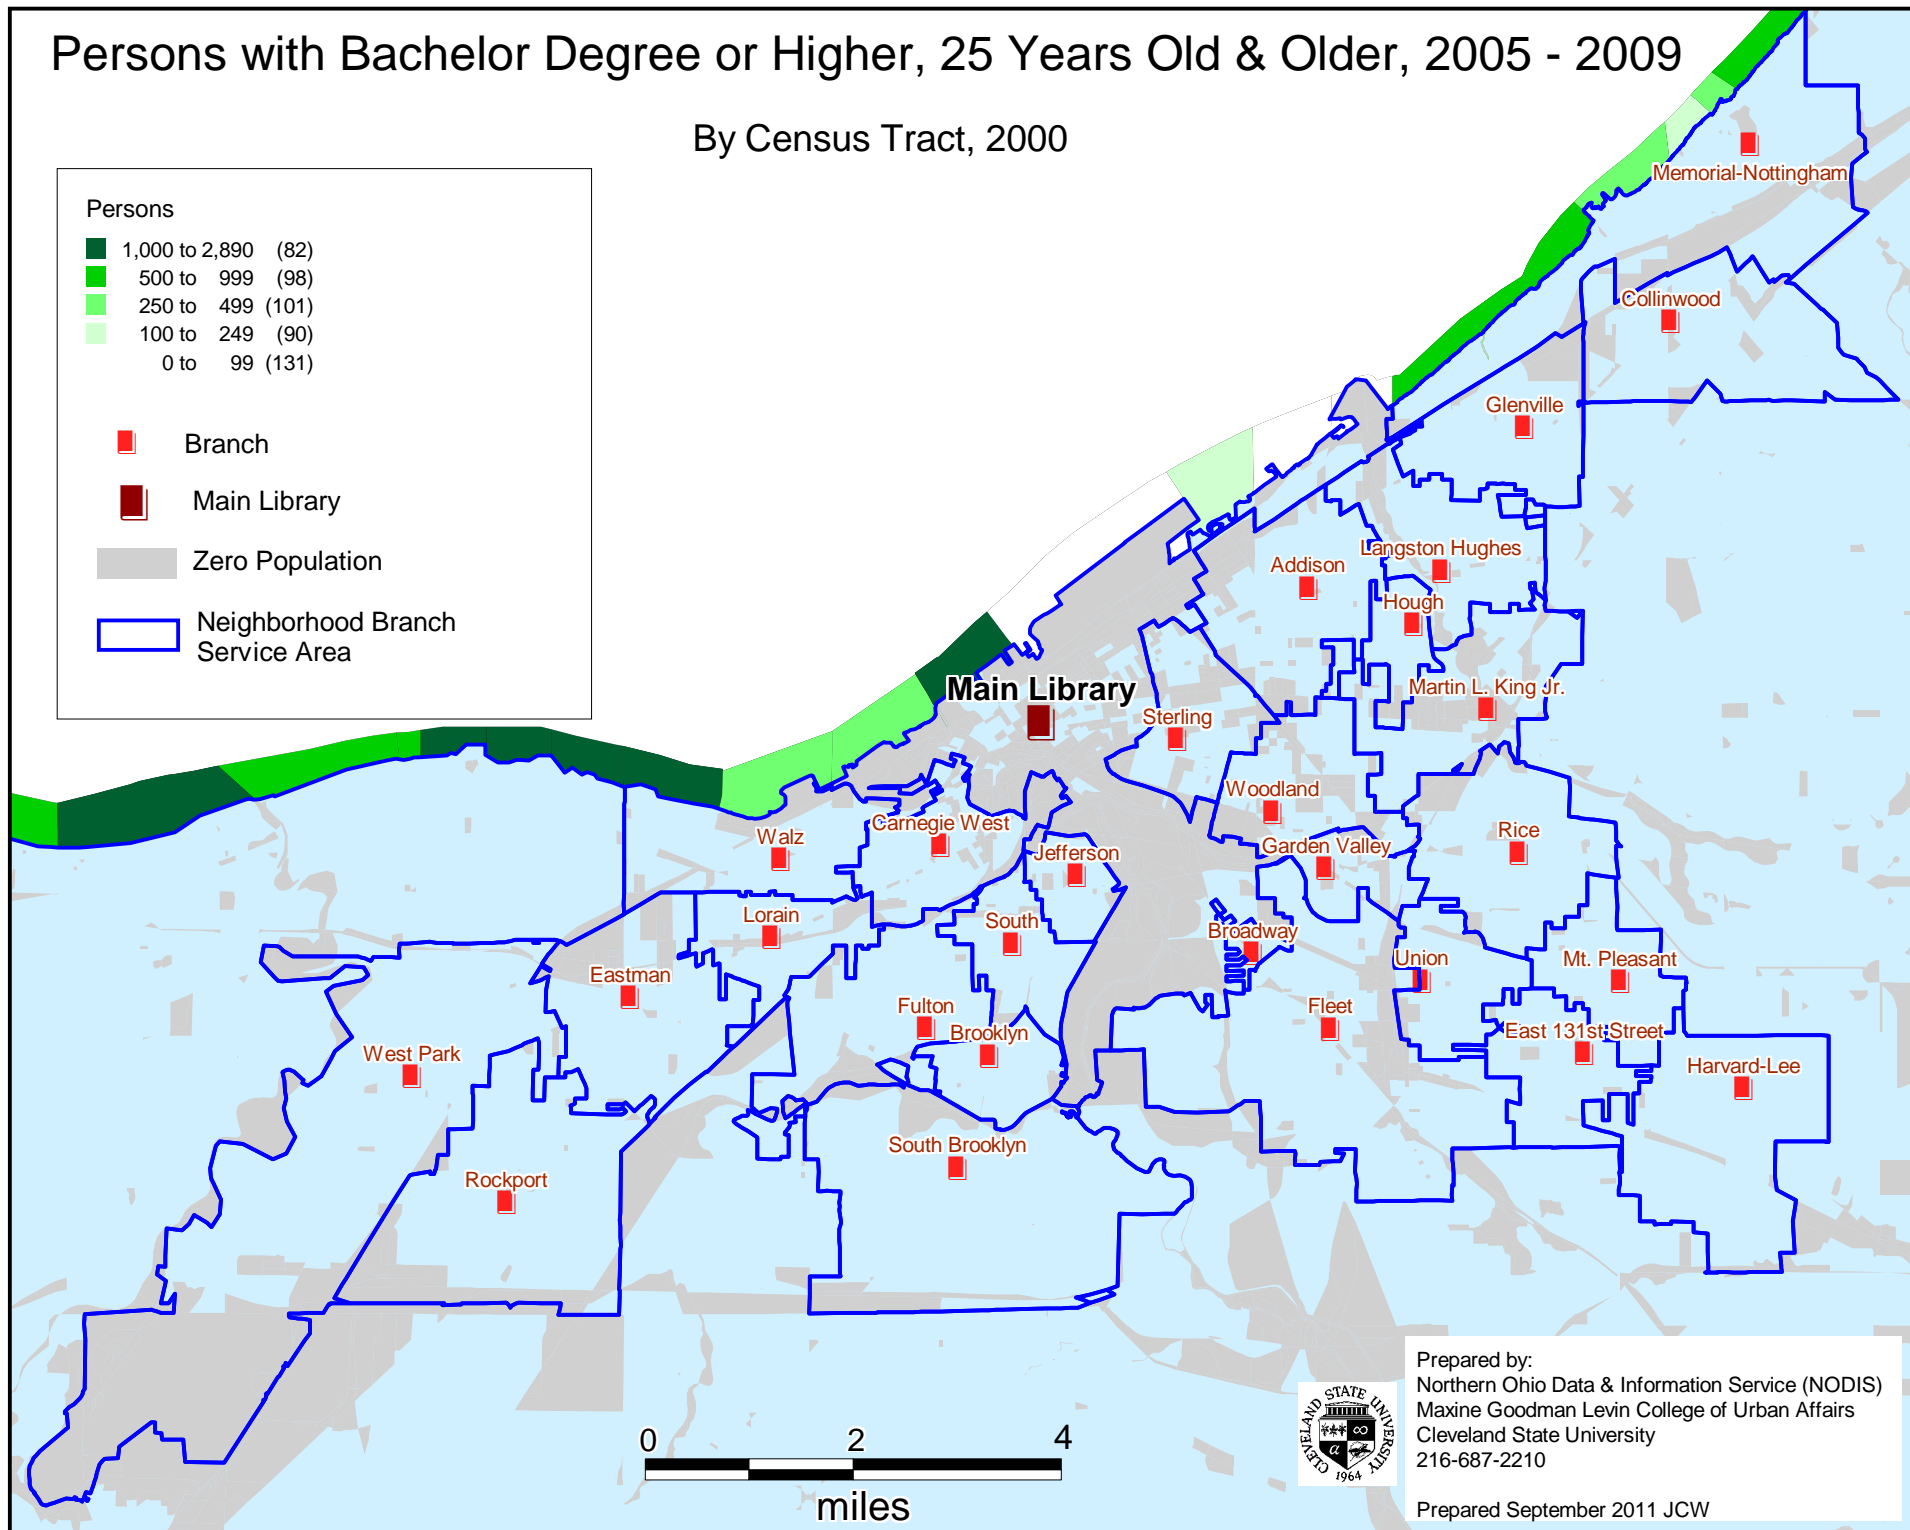 Persons with Bachelor Degree or Higher, 25 Years Old & Older, 2005 - 2009
By Census Tract, 2000
Persons
1,000 to 2,890 (82)
500 to 999 (98)
250 to 499 (101)
100 to 249 (90)
0 to 99 (131)
Branch
Main Library
Zero Population
Neighborhood Branch
Service Area
Memorial-Nottingham
Collinwood
Glenville
Langston Hughes
Addison
Hough
Main Library
Martin L. King Jr.
Sterling
Woodland
Walz
Carnegie West
Rice
Jefferson
Garden Valley
Lorain
South
Broadway
Union
Mt. Pleasant
Eastman
Fulton
Fleet
Brooklyn
East 131st Street
West Park
Harvard-Lee
South Brooklyn
Rockport
0 2 4
miles
CLEVELAND STATE UNIVERSITY
α
∞
1964
Prepared by:
Northern Ohio Data & Information Service (NODIS)
Maxine Goodman Levin College of Urban Affairs
Cleveland State University
216-687-2210
Prepared September 2011 JCW